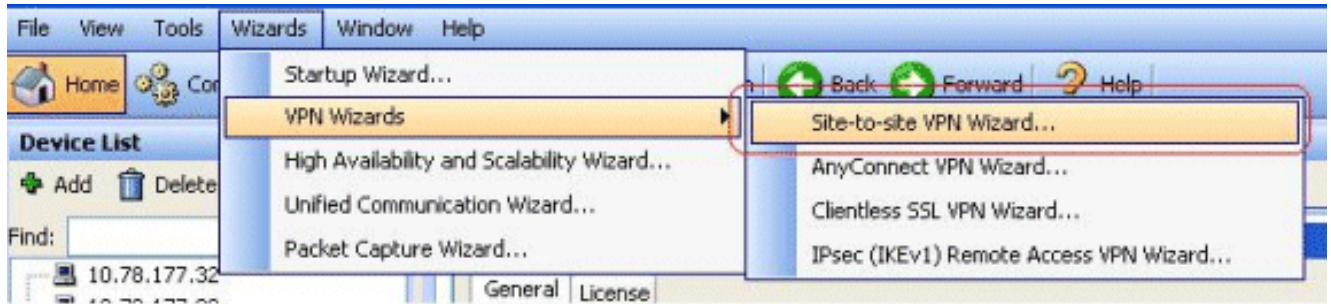 File View Tools Wizards Window Help
Home Back Forward Help
Startup Wizard...
VPN Wizards
High Availability and Scalability Wizard...
Unified Communication Wizard...
Packet Capture Wizard...
Site-to-site VPN Wizard...
AnyConnect VPN Wizard...
Clientless SSL VPN Wizard...
IPsec (IKEv1) Remote Access VPN Wizard...
Device List
Add Delete
Find:
10.78.177.32
General License